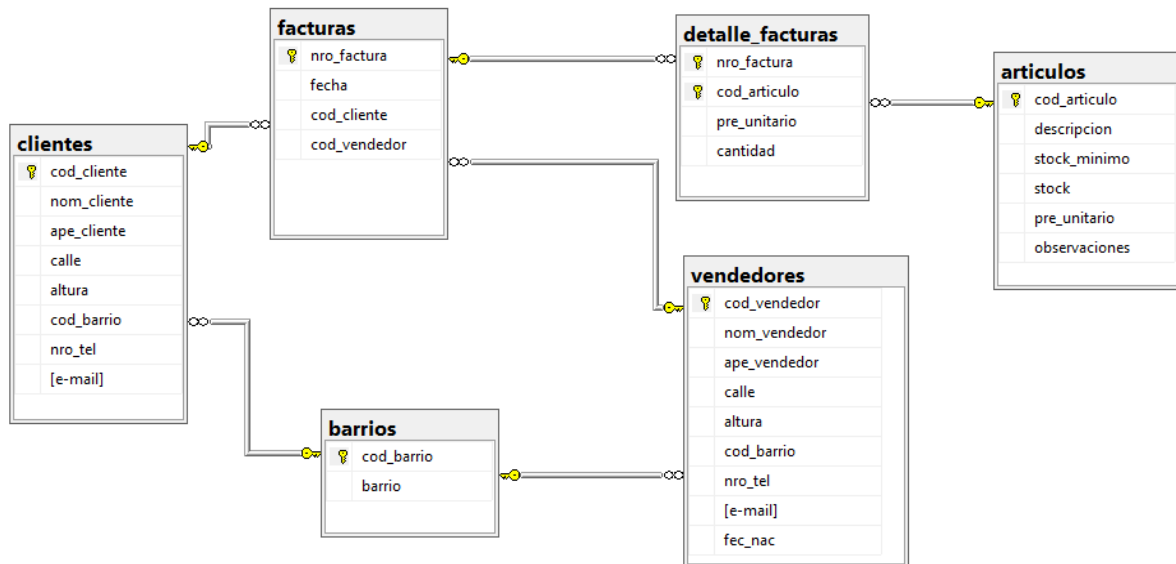 facturas
nro_factura
fecha
cod_cliente
cod_vendedor
detalle_facturas
nro_factura
cod_articulo
pre_unitario
cantidad
articulos
cod_articulo
descripcion
stock_minimo
stock
pre_unitario
observaciones
clientes
cod_cliente
nom_cliente
ape_cliente
calle
altura
cod_barrio
nro_tel
[e-mail]
vendedores
cod_vendedor
nom_vendedor
ape_vendedor
calle
altura
cod_barrio
nro_tel
[e-mail]
fec_nac
barrios
cod_barrio
barrio